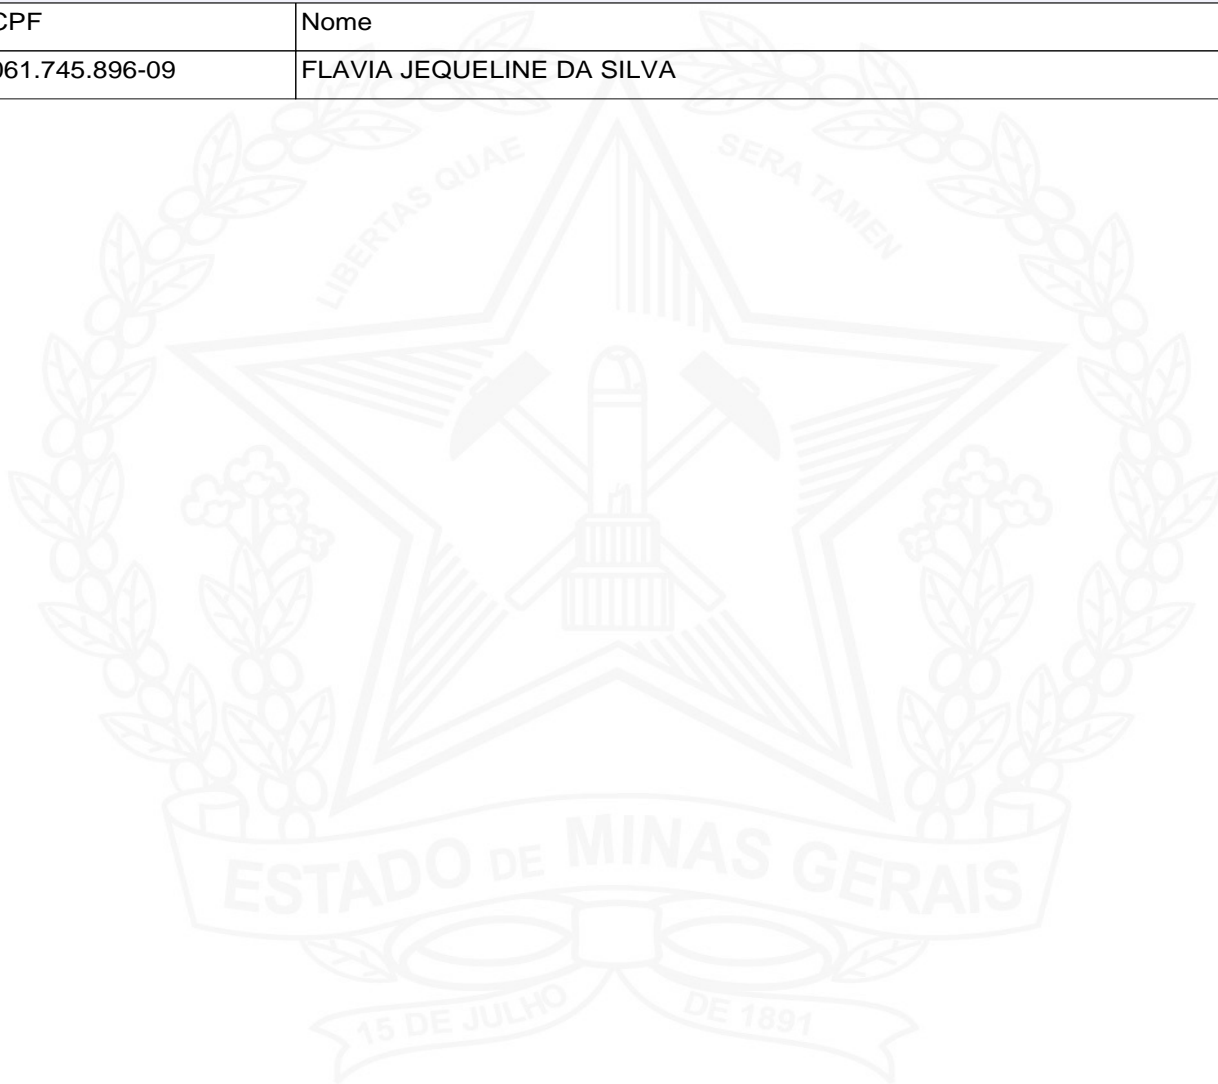 CPF Nome
061.745.896-09 FLAVIA JEQUELINE DA SILVA
LIBERTAS QUAE SERA TAMEN
ESTADO DE MINAS GERAIS
15 DE JULHO DE 1891